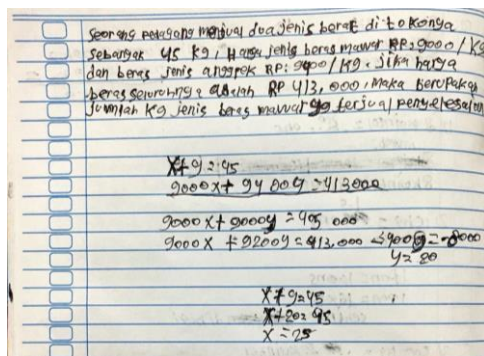 Seorang pedagang menjual dua jenis beras di tokonya
sebanyak 45 kg, Harga jenis beras mawar RP: 9000 / kg
dan beras jenis anggrek RP: 9400 / kg. Jika harga
beras seluruhnya adalah RP 413,000, Maka berapakah
jumlah kg jenis beras mawar yg terjual penyelesaian
x + y = 45
9000x + 9400y = 413000
9000x + 9000y = 405 000
9000x + 9200y = 413,000 - 400y = -8000
y = 20
x + y = 45
x + 20 = 45
x = 25